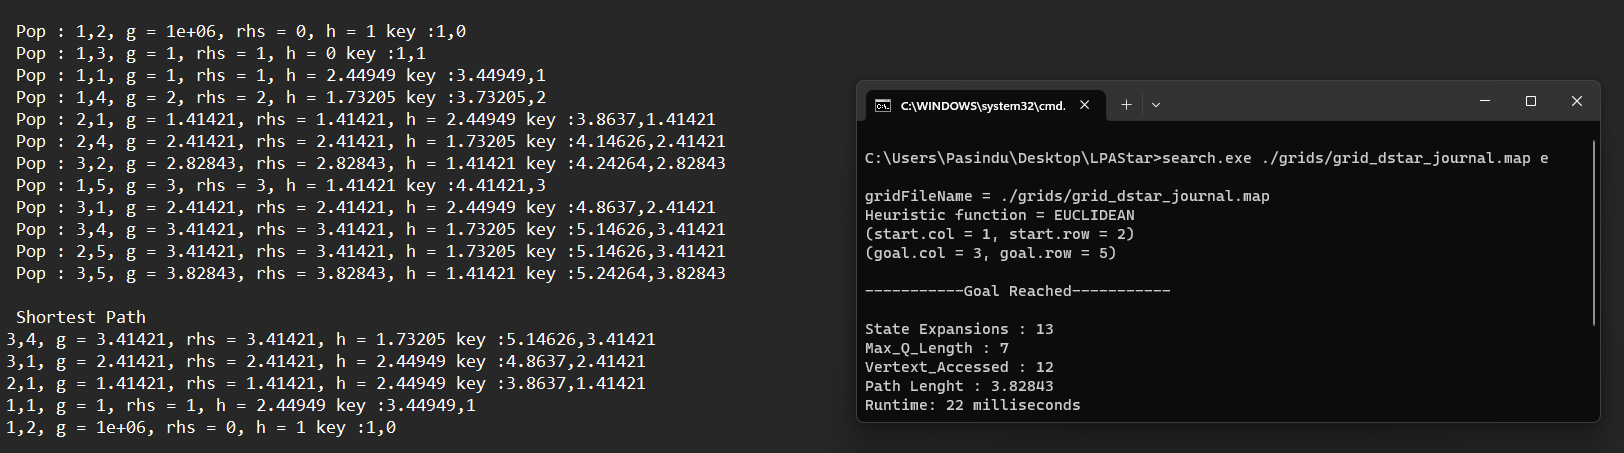 Pop : 1,2, g = 1e+06, rhs = 0, h = 1 key :1,0
Pop : 1,3, g = 1, rhs = 1, h = 0 key :1,1
Pop : 1,1, g = 1, rhs = 1, h = 2.44949 key :3.44949,1
Pop : 1,4, g = 2, rhs = 2, h = 1.73205 key :3.73205,2
Pop : 2,1, g = 1.41421, rhs = 1.41421, h = 2.44949 key :3.8637,1.41421
Pop : 2,4, g = 2.41421, rhs = 2.41421, h = 1.73205 key :4.14626,2.41421
Pop : 3,2, g = 2.82843, rhs = 2.82843, h = 1.41421 key :4.24264,2.82843
Pop : 1,5, g = 3, rhs = 3, h = 1.41421 key :4.41421,3
Pop : 3,1, g = 2.41421, rhs = 2.41421, h = 2.44949 key :4.8637,2.41421
Pop : 3,4, g = 3.41421, rhs = 3.41421, h = 1.73205 key :5.14626,3.41421
Pop : 2,5, g = 3.41421, rhs = 3.41421, h = 1.73205 key :5.14626,3.41421
Pop : 3,5, g = 3.82843, rhs = 3.82843, h = 1.41421 key :5.24264,3.82843
Shortest Path
3,4, g = 3.41421, rhs = 3.41421, h = 1.73205 key :5.14626,3.41421
3,1, g = 2.41421, rhs = 2.41421, h = 2.44949 key :4.8637,2.41421
2,1, g = 1.41421, rhs = 1.41421, h = 2.44949 key :3.8637,1.41421
1,1, g = 1, rhs = 1, h = 2.44949 key :3.44949,1
1,2, g = 1e+06, rhs = 0, h = 1 key :1,0
C:\WINDOWS\system32\cmd.
C:\Users\Pasindu\Desktop\LPAStar>search.exe ./grids/grid_dstar_journal.map e
gridFileName = ./grids/grid_dstar_journal.map
Heuristic function = EUCLIDEAN
(start.col = 1, start.row = 2)
(goal.col = 3, goal.row = 5)
-----------Goal Reached-----------
State Expansions : 13
Max_Q_Length : 7
Vertext_Accessed : 12
Path Lenght : 3.82843
Runtime: 22 milliseconds